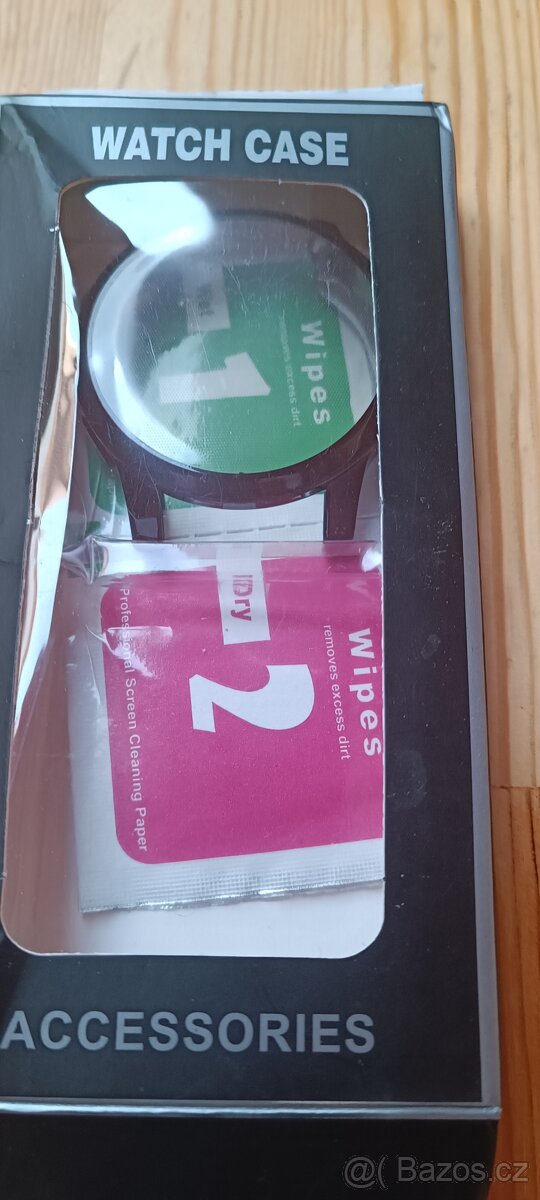 WATCH CASE
Wet
1
Wipes
removes excess dirt
Dry
2
Wipes
removes excess dirt
Professional Screen Cleaning Paper
ACCESSORIES
@( Bazos.cz